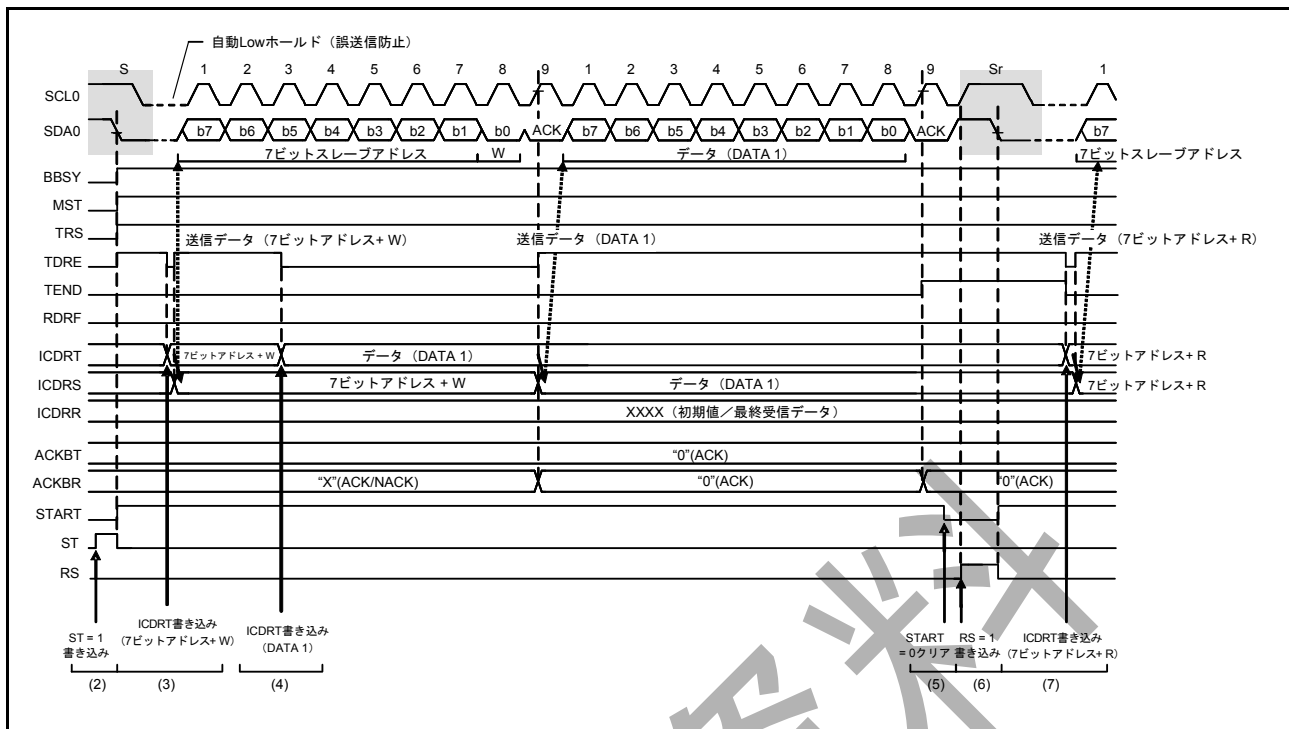 自動Lowホールド（誤送信防止）
S 1 2 3 4 5 6 7 8 9 1 2 3 4 5 6 7 8 9 Sr 1
SCL0
SDA0 b7 b6 b5 b4 b3 b2 b1 b0 ACK b7 b6 b5 b4 b3 b2 b1 b0 ACK b7
7ビットスレーブアドレス W データ（DATA 1） 7ビットスレーブアドレス
BBSY
MST
TRS
送信データ（7ビットアドレス+ W） 送信データ（DATA 1） 送信データ（7ビットアドレス+ R）
TDRE
TEND
RDRF
ICDRT 7ビットアドレス + W データ（DATA 1） 7ビットアドレス+ R
ICDRS 7ビットアドレス + W データ（DATA 1） 7ビットアドレス+ R
ICDRR XXXX（初期値／最終受信データ）
ACKBT “0”(ACK)
ACKBR “X”(ACK/NACK) “0”(ACK) “0”(ACK)
START
ST
RS
ST = 1
書き込み
ICDRT書き込み
（7ビットアドレス+ W）
ICDRT書き込み
(DATA 1)
START
= 0クリア
RS = 1
書き込み
ICDRT書き込み
（7ビットアドレス+ R）
(2) (3) (4) (5) (6) (7)
料